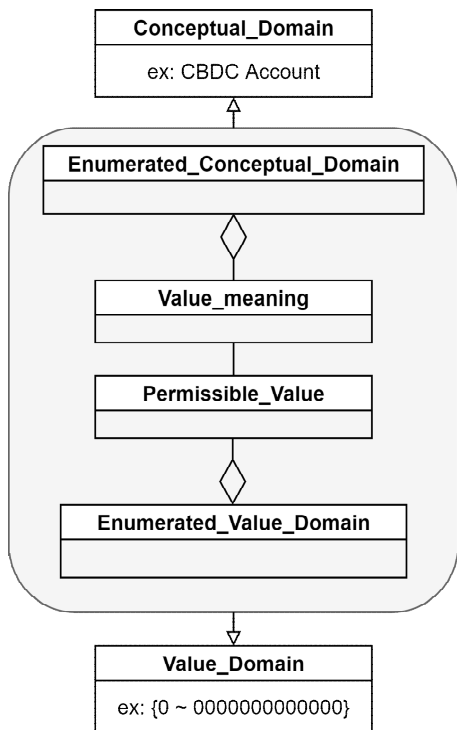 Conceptual_Domain
ex: CBDC Account
Enumerated_Conceptual_Domain
Value_meaning
Permissible_Value
Enumerated_Value_Domain
Value_Domain
ex: {0 ~ 0000000000000}